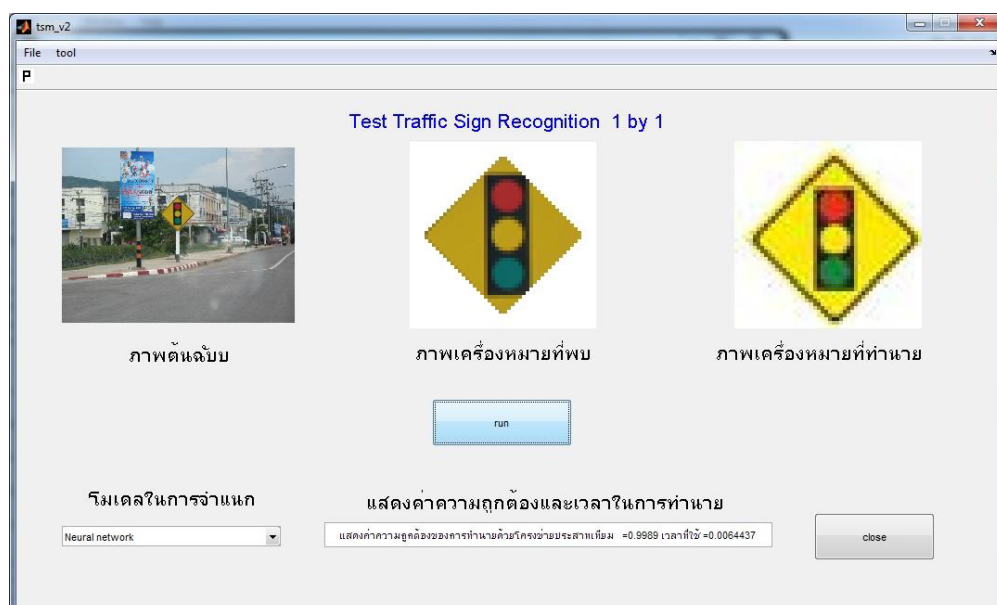 tsm_v2
File tool
P
Test Traffic Sign Recognition 1 by 1
ภาพต้นฉบับ
ภาพเครื่องหมายที่พบ
ภาพเครื่องหมายที่ทำนาย
run
โมเดลในการจำแนก
แสดงค่าความถูกต้องและเวลาในการทำนาย
Neural network
แสดงค่าความถูกต้องของการทำนายด้วยโครงข่ายประสาทเทียม =0.9989 เวลาที่ใช้ =0.0064437
close